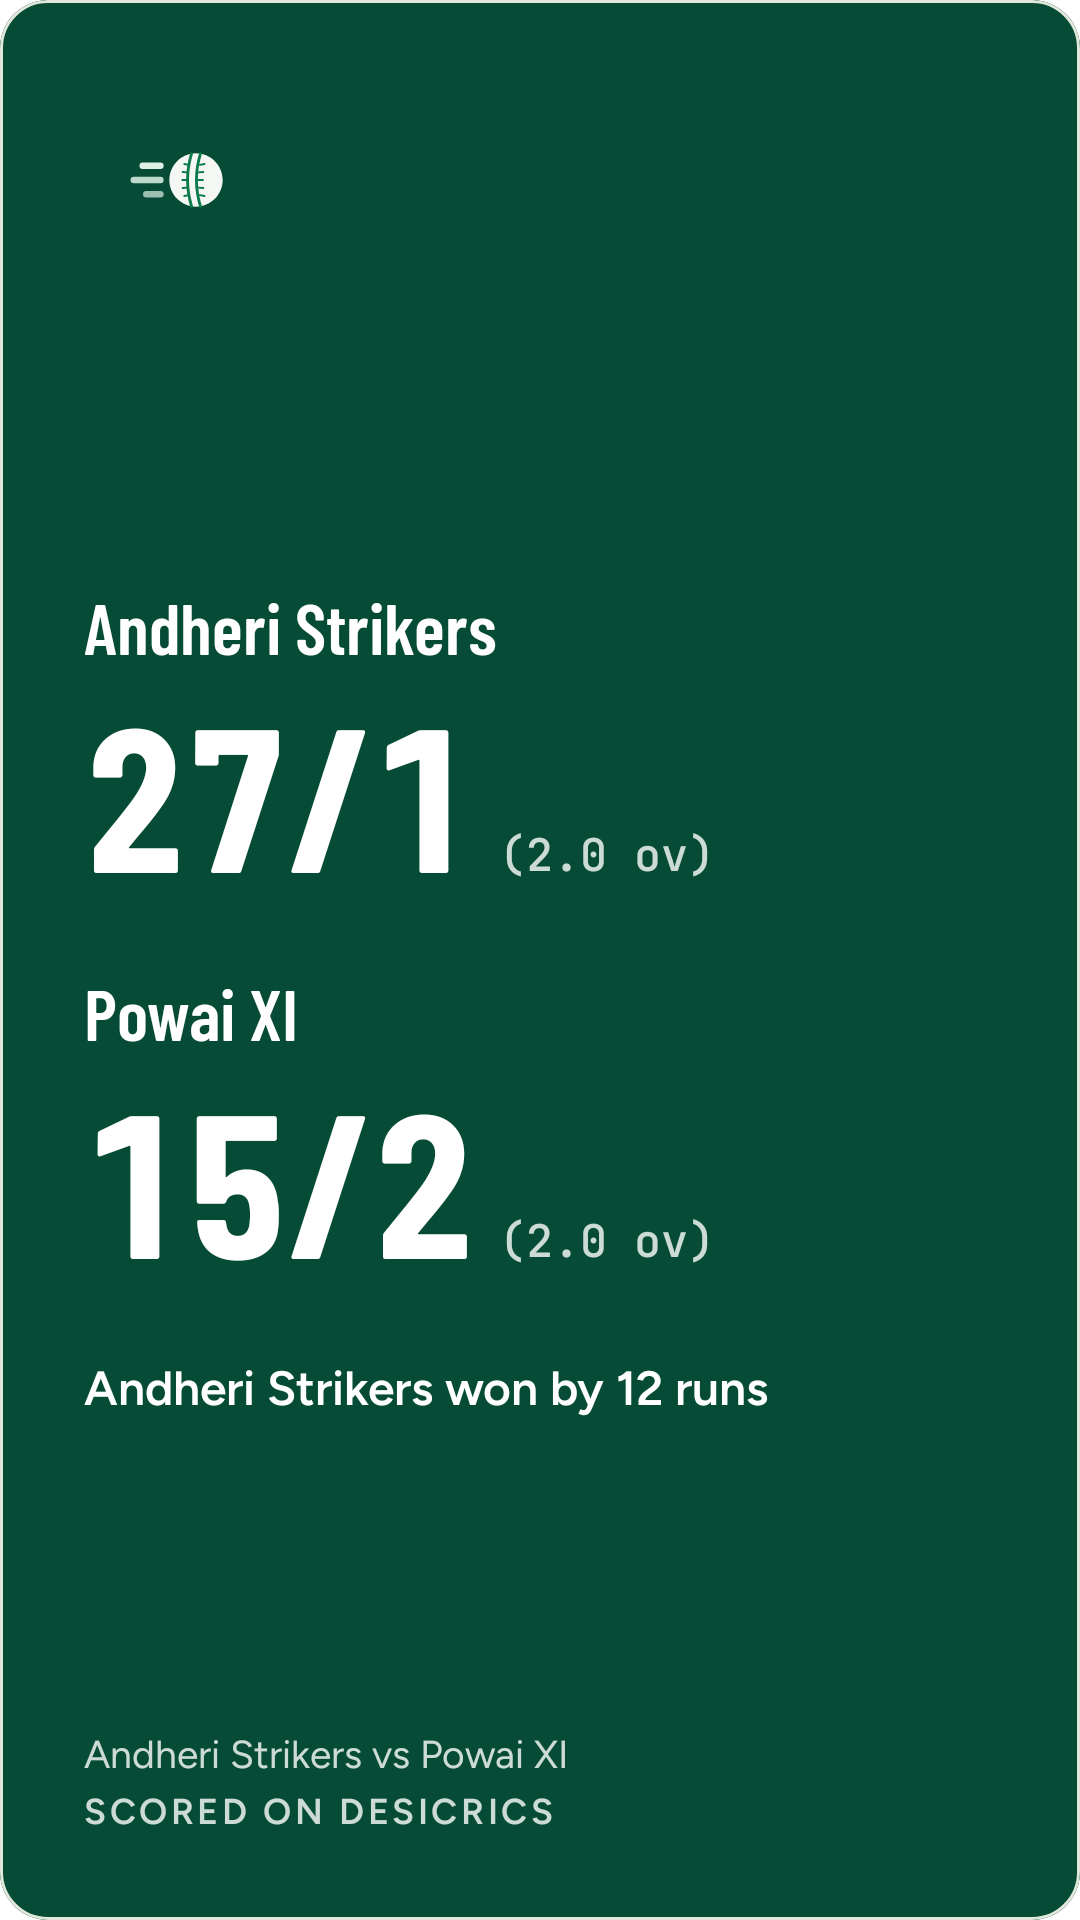 Andheri Strikers
27/1 (2.0 ov)
Powai XI
15/2 (2.0 ov)
Andheri Strikers won by 12 runs
Andheri Strikers vs Powai XI
SCORED ON DESICRICS